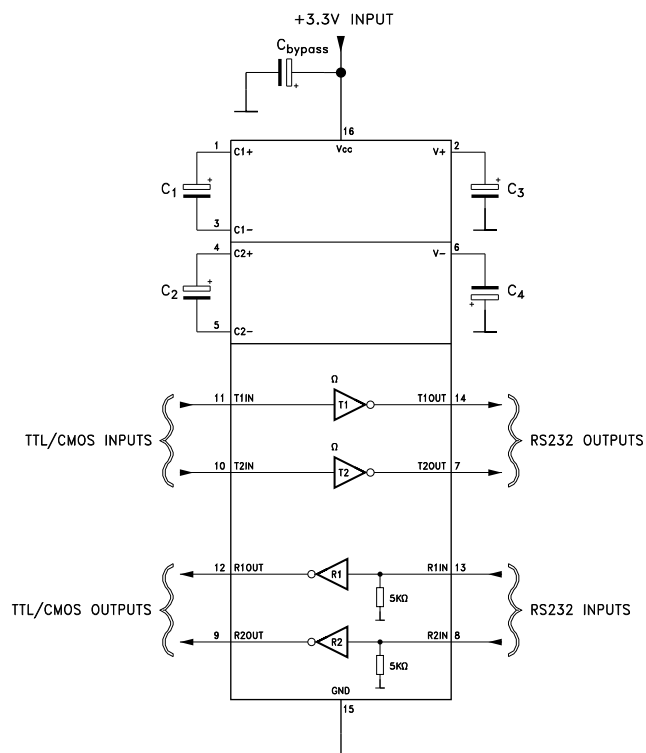 +3.3V INPUT
Cbypass
+
16
Vcc
1 C1+ V+ 2
C1 + + C3
3 C1-
4 C2+ V- 6
C2 + + C4
5 C2-
Ω
11 T1IN T1 T1OUT 14
TTL/CMOS INPUTS RS232 OUTPUTS
Ω
10 T2IN T2 T2OUT 7
12 R1OUT R1 R1IN 13
5KΩ
TTL/CMOS OUTPUTS RS232 INPUTS
9 R2OUT R2 R2IN 8
5KΩ
GND
15